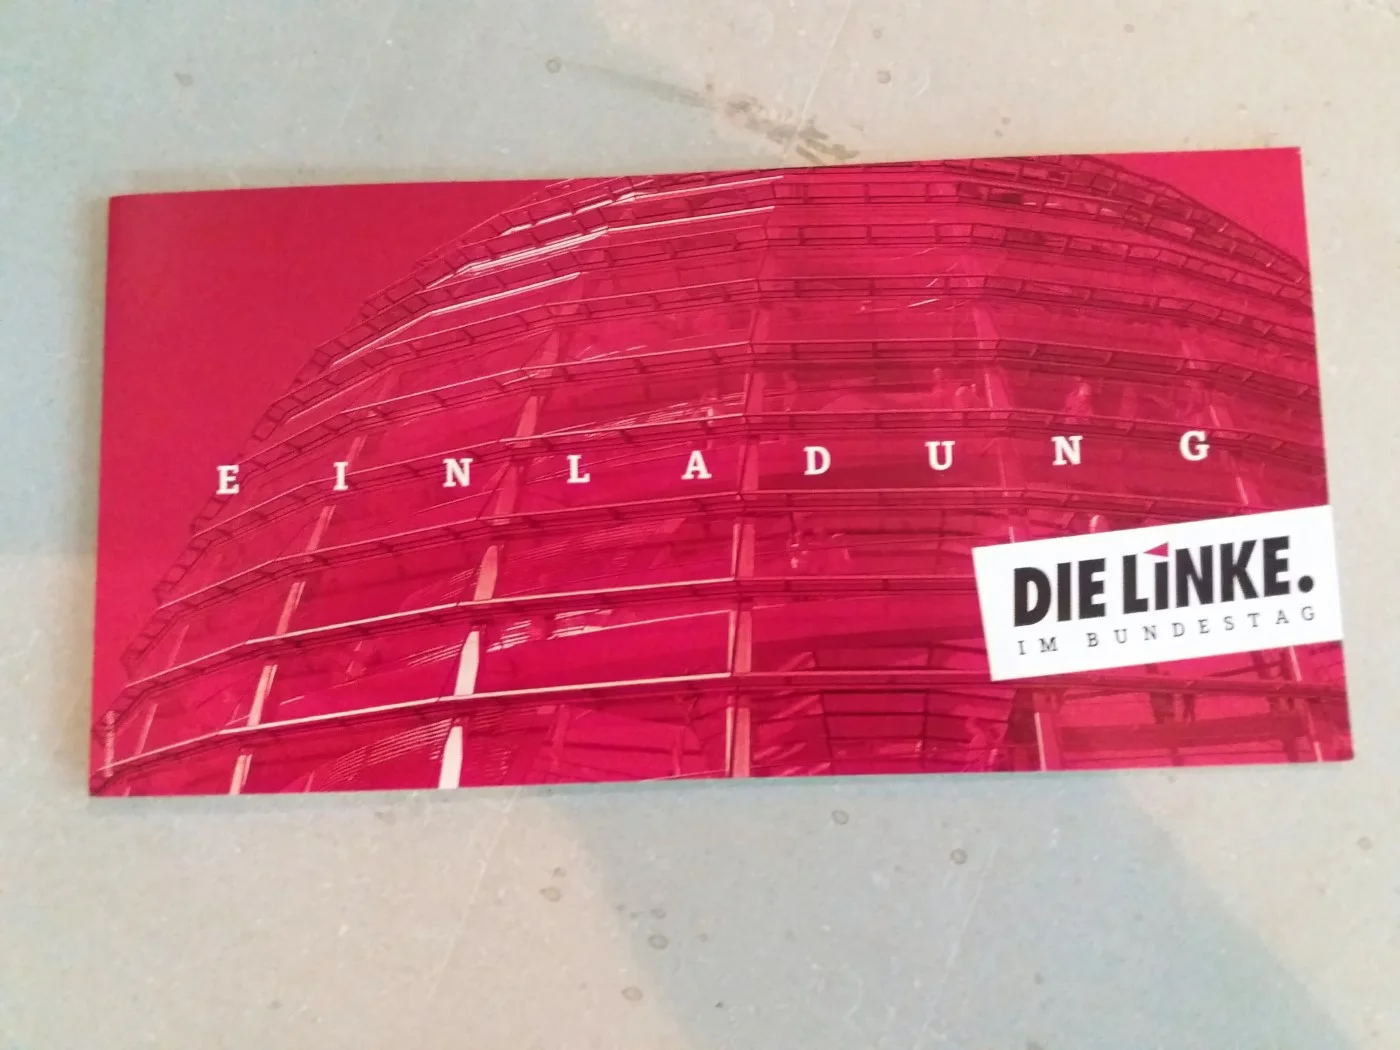 EINLADUNG
DIE LINKE.
IM BUNDESTAG